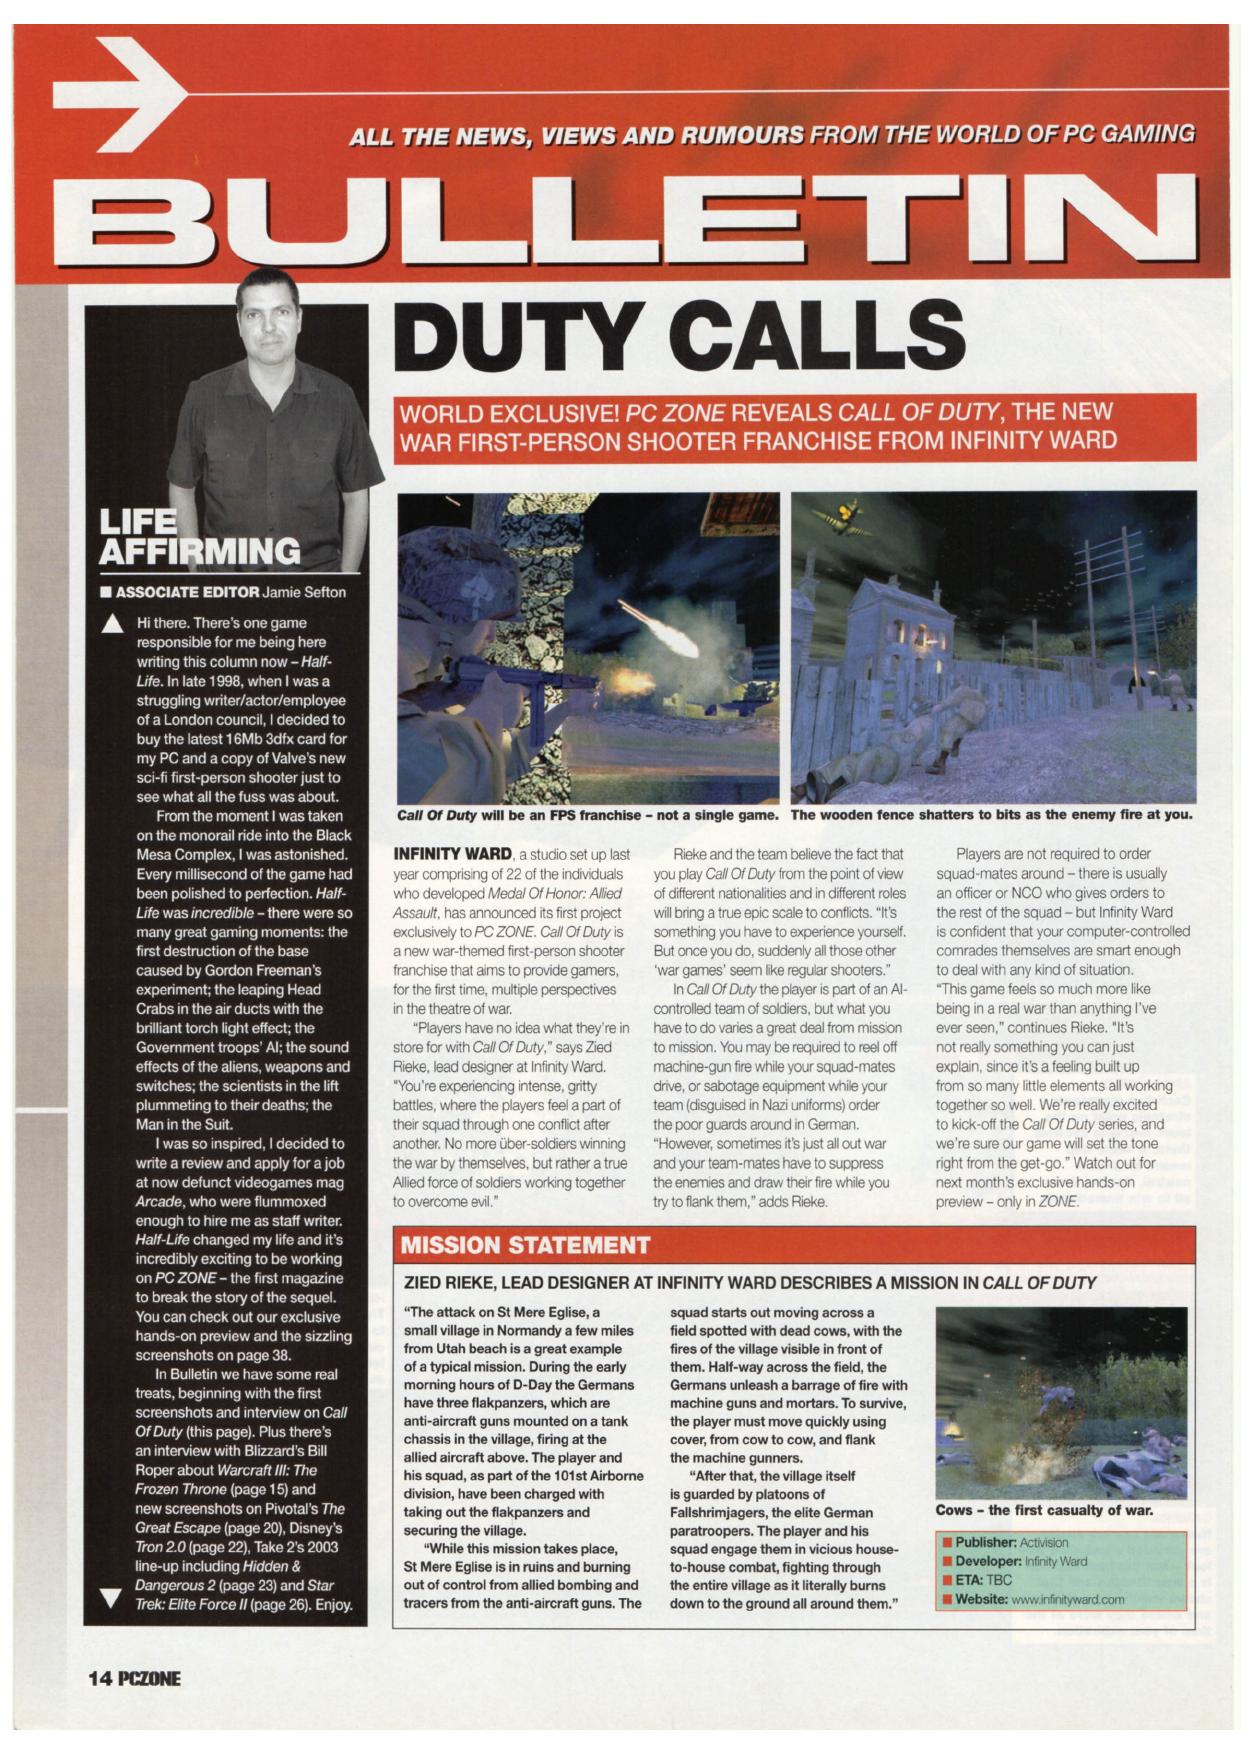 ALL THE NEWS, VIEWS AND RUMOURS FROM THE WORLD OF PC GAMING
BULLETIN
LIFE
AFFIRMING
■ ASSOCIATE EDITOR Jamie Sefton
Hi there. There's one game
responsible for me being here
writing this column now – Half-
Life. In late 1998, when I was a
struggling writer/actor/employee
of a London council, I decided to
buy the latest 16Mb 3dfx card for
my PC and a copy of Valve's new
sci-fi first-person shooter just to
see what all the fuss was about.
From the moment I was taken
on the monorail ride into the Black
Mesa Complex, I was astonished.
Every millisecond of the game had
been polished to perfection. Half-
Life was incredible – there were so
many great gaming moments: the
first destruction of the base
caused by Gordon Freeman's
experiment; the leaping Head
Crabs in the air ducts with the
brilliant torch light effect; the
Government troops' AI; the sound
effects of the aliens, weapons and
switches; the scientists in the lift
plummeting to their deaths; the
Man in the Suit.
I was so inspired, I decided to
write a review and apply for a job
at now defunct videogames mag
Arcade, who were flummoxed
enough to hire me as staff writer.
Half-Life changed my life and it's
incredibly exciting to be working
on PC ZONE – the first magazine
to break the story of the sequel.
You can check out our exclusive
hands-on preview and the sizzling
screenshots on page 38.
In Bulletin we have some real
treats, beginning with the first
screenshots and interview on Call
Of Duty (this page). Plus there's
an interview with Blizzard's Bill
Roper about Warcraft III: The
Frozen Throne (page 15) and
new screenshots on Pivotal's The
Great Escape (page 20), Disney's
Tron 2.0 (page 22), Take 2's 2003
line-up including Hidden &
Dangerous 2 (page 23) and Star
Trek: Elite Force II (page 26). Enjoy.
DUTY CALLS
WORLD EXCLUSIVE! PC ZONE REVEALS CALL OF DUTY, THE NEW
WAR FIRST-PERSON SHOOTER FRANCHISE FROM INFINITY WARD
Call Of Duty will be an FPS franchise – not a single game.
The wooden fence shatters to bits as the enemy fire at you.
INFINITY WARD, a studio set up last
year comprising of 22 of the individuals
who developed Medal Of Honor: Allied
Assault, has announced its first project
exclusively to PC ZONE. Call Of Duty is
a new war-themed first-person shooter
franchise that aims to provide gamers,
for the first time, multiple perspectives
in the theatre of war.
"Players have no idea what they're in
store for with Call Of Duty," says Zied
Rieke, lead designer at Infinity Ward.
"You're experiencing intense, gritty
battles, where the players feel a part of
their squad through one conflict after
another. No more über-soldiers winning
the war by themselves, but rather a true
Allied force of soldiers working together
to overcome evil."
Rieke and the team believe the fact that
you play Call Of Duty from the point of view
of different nationalities and in different roles
will bring a true epic scale to conflicts. "It's
something you have to experience yourself.
But once you do, suddenly all those other
'war games' seem like regular shooters."
In Call Of Duty the player is part of an AI-
controlled team of soldiers, but what you
have to do varies a great deal from mission
to mission. You may be required to reel off
machine-gun fire while your squad-mates
drive, or sabotage equipment while your
team (disguised in Nazi uniforms) order
the poor guards around in German.
"However, sometimes it's just all out war
and your team-mates have to suppress
the enemies and draw their fire while you
try to flank them," adds Rieke.
Players are not required to order
squad-mates around – there is usually
an officer or NCO who gives orders to
the rest of the squad – but Infinity Ward
is confident that your computer-controlled
comrades themselves are smart enough
to deal with any kind of situation.
"This game feels so much more like
being in a real war than anything I've
ever seen," continues Rieke. "It's
not really something you can just
explain, since it's a feeling built up
from so many little elements all working
together so well. We're really excited
to kick-off the Call Of Duty series, and
we're sure our game will set the tone
right from the get-go." Watch out for
next month's exclusive hands-on
preview – only in ZONE.
MISSION STATEMENT
ZIED RIEKE, LEAD DESIGNER AT INFINITY WARD DESCRIBES A MISSION IN CALL OF DUTY
"The attack on St Mere Eglise, a
small village in Normandy a few miles
from Utah beach is a great example
of a typical mission. During the early
morning hours of D-Day the Germans
have three flakpanzers, which are
anti-aircraft guns mounted on a tank
chassis in the village, firing at the
allied aircraft above. The player and
his squad, as part of the 101st Airborne
division, have been charged with
taking out the flakpanzers and
securing the village.
"While this mission takes place,
St Mere Eglise is in ruins and burning
out of control from allied bombing and
tracers from the anti-aircraft guns. The
squad starts out moving across a
field spotted with dead cows, with the
fires of the village visible in front of
them. Half-way across the field, the
Germans unleash a barrage of fire with
machine guns and mortars. To survive,
the player must move quickly using
cover, from cow to cow, and flank
the machine gunners.
"After that, the village itself
is guarded by platoons of
Fallshrimjagers, the elite German
paratroopers. The player and his
squad engage them in vicious house-
to-house combat, fighting through
the entire village as it literally burns
down to the ground all around them."
Cows – the first casualty of war.
■ Publisher: Activision
■ Developer: Infinity Ward
■ ETA: TBC
■ Website: www.infinityward.com
14 PCZONE